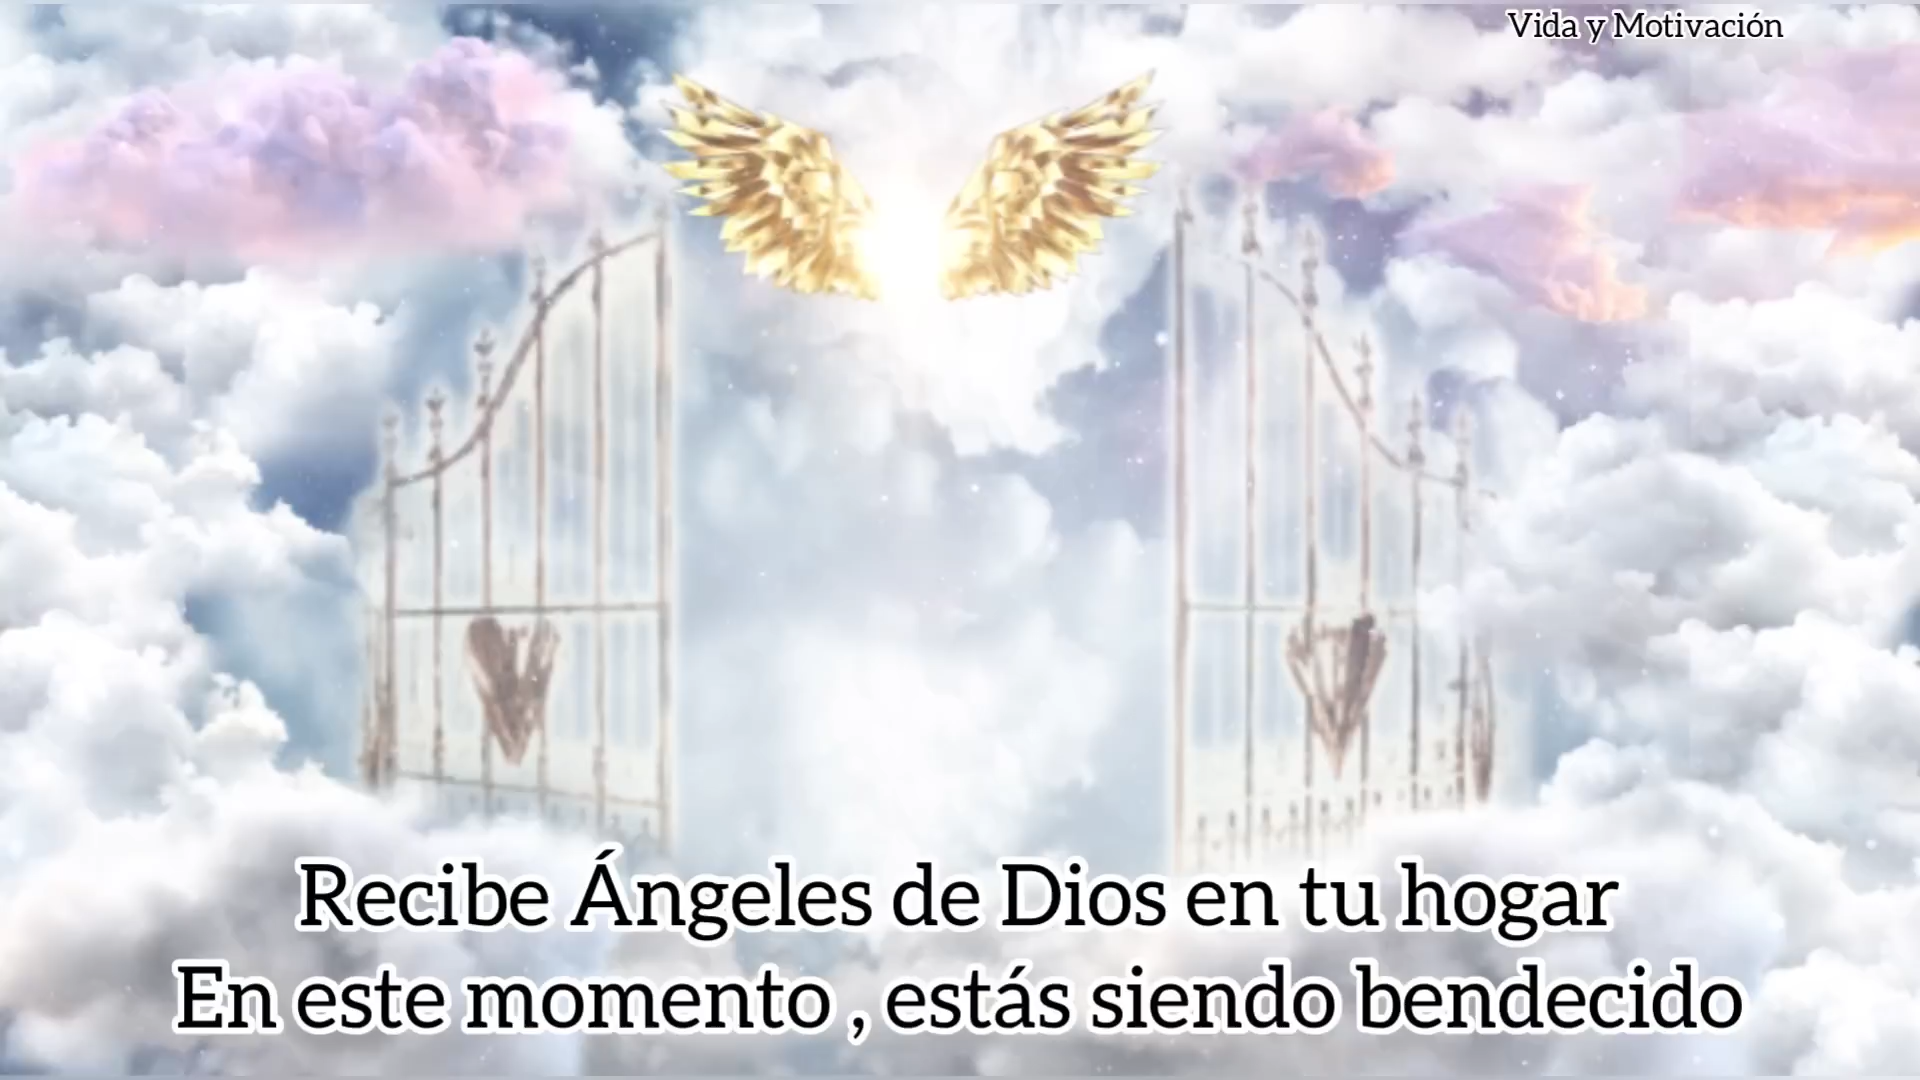 Vida y Motivación
Recibe Ángeles de Dios en tu hogar
En este momento , estás siendo bendecido